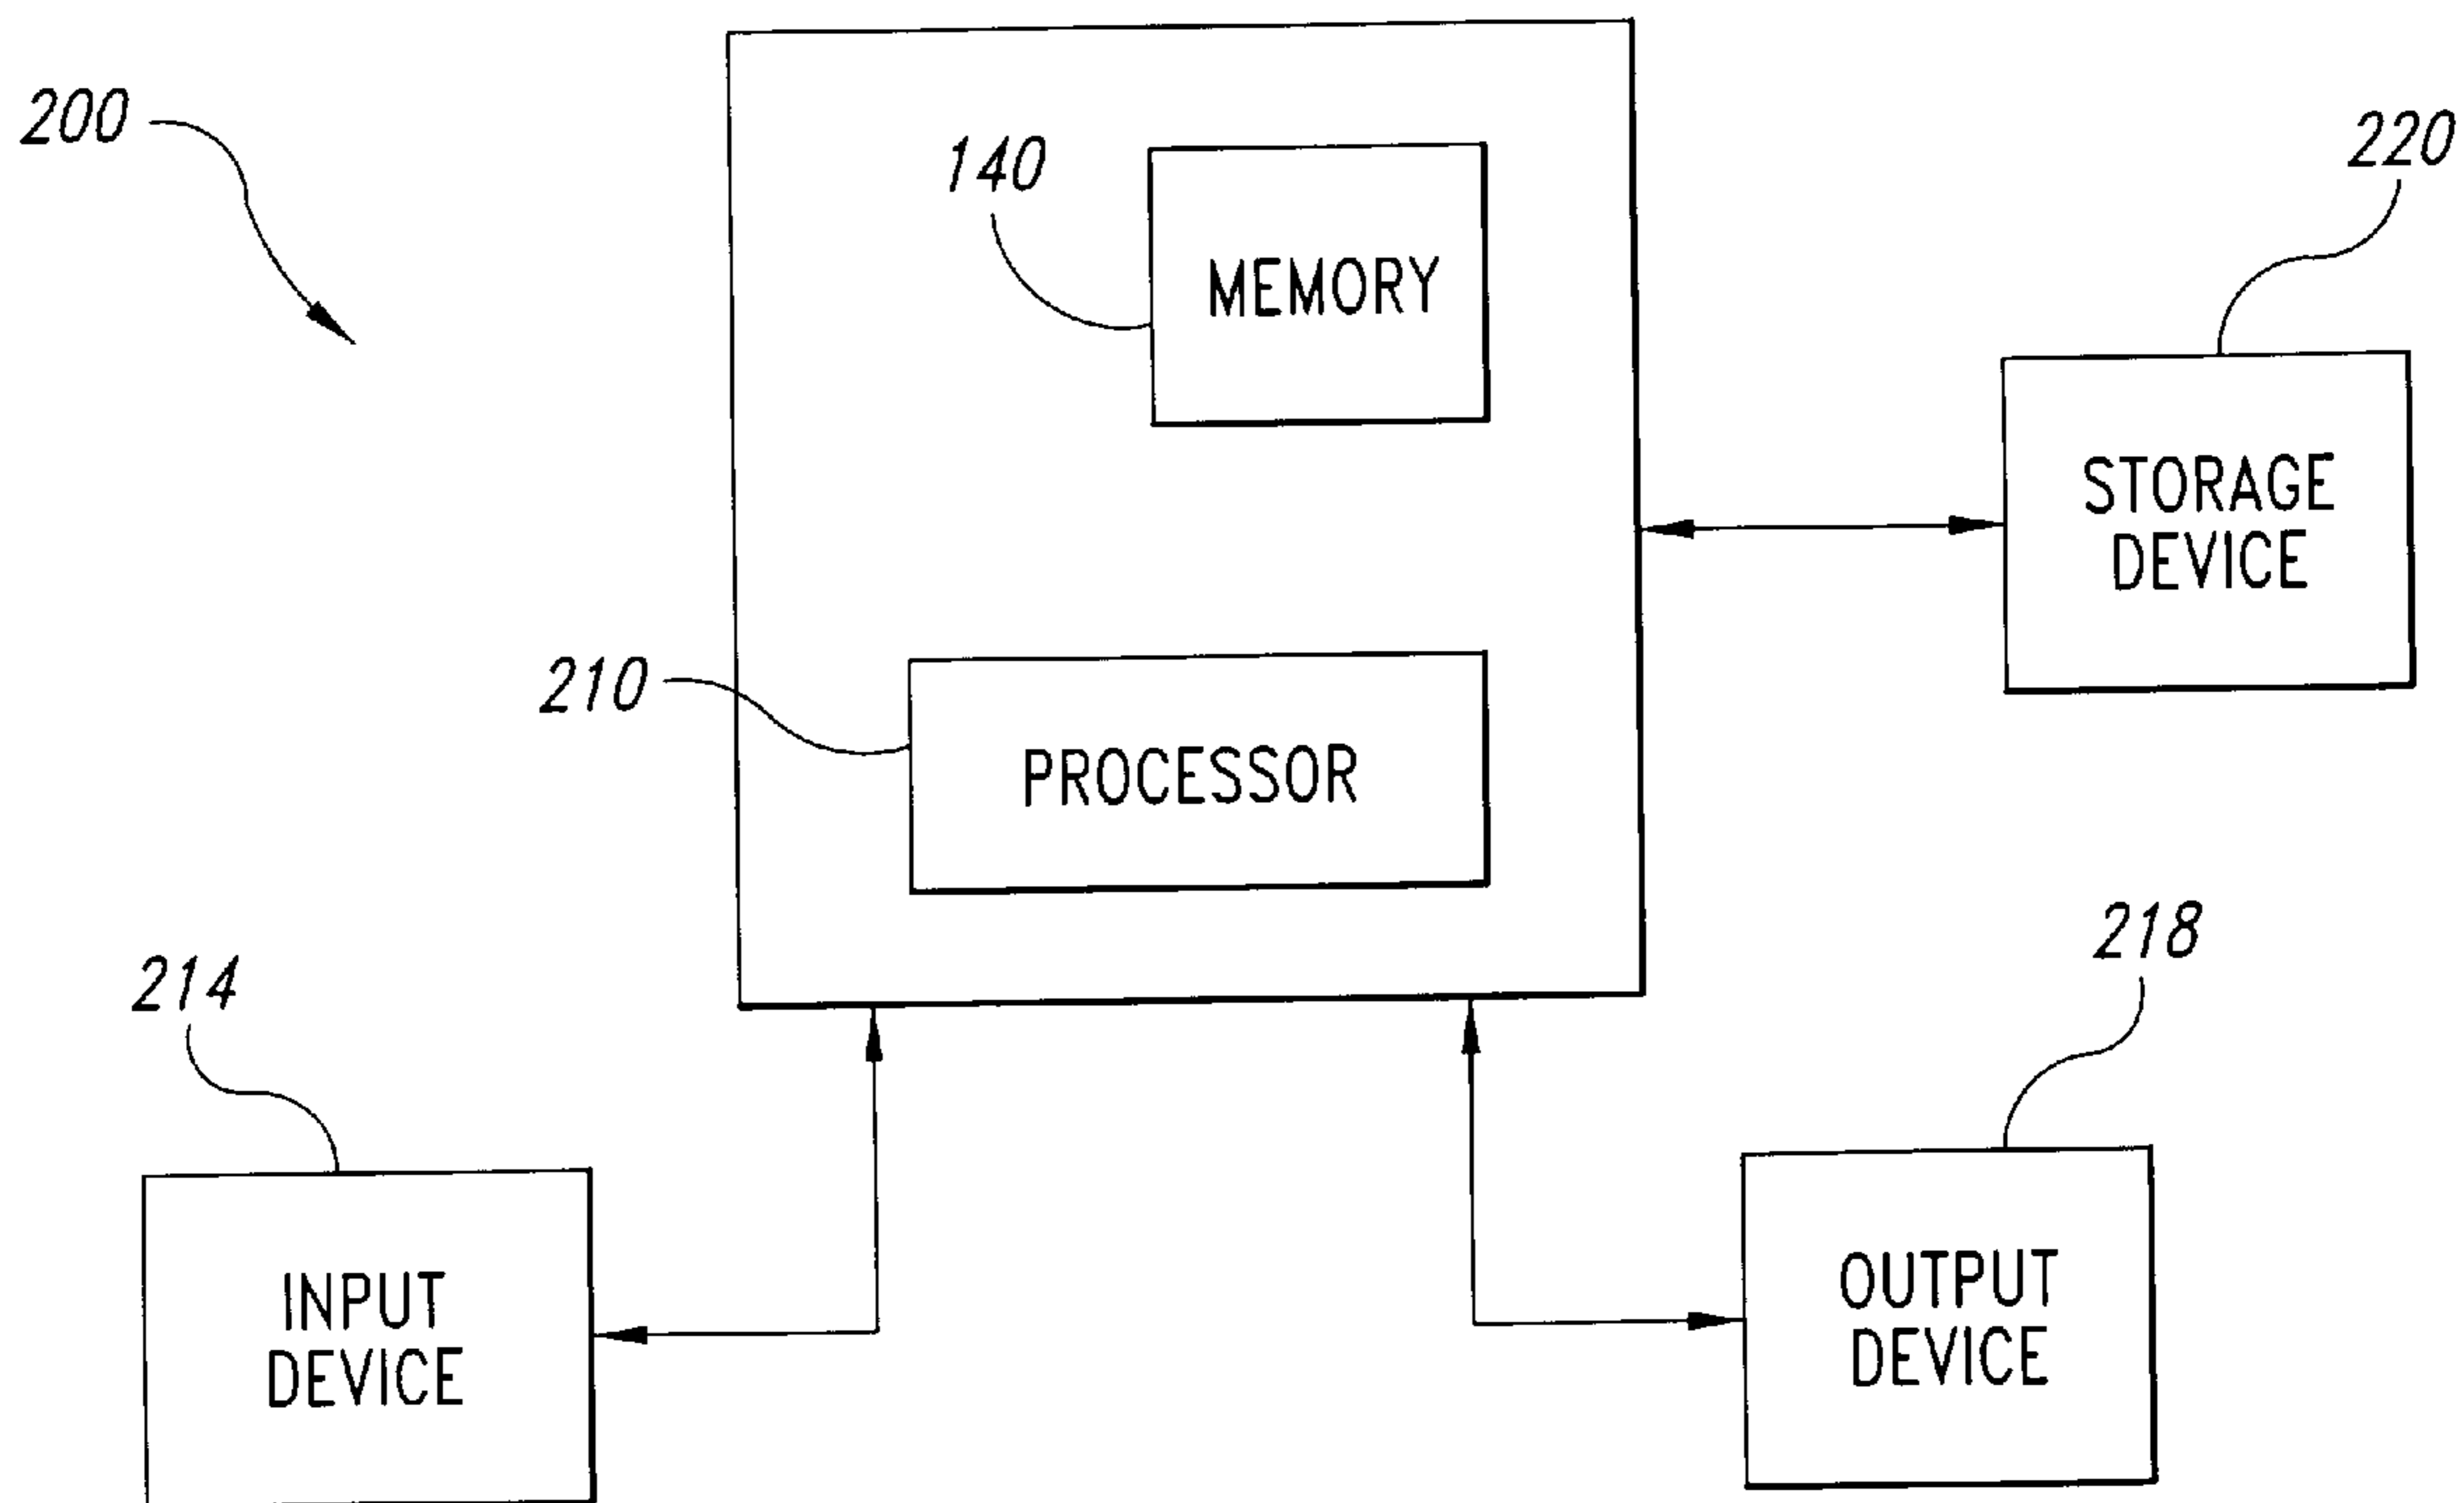 200
140
MEMORY
220
STORAGE
DEVICE
210
PROCESSOR
214
218
INPUT
DEVICE
OUTPUT
DEVICE